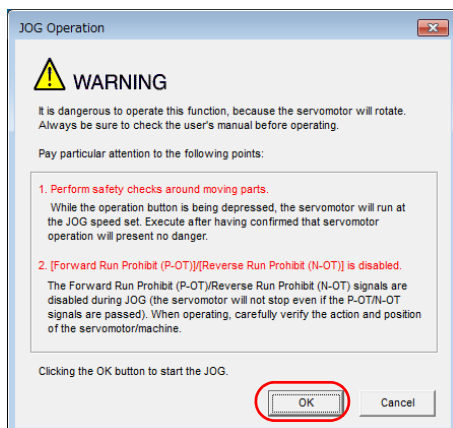 JOG Operation
WARNING
It is dangerous to operate this function, because the servomotor will rotate.
Always be sure to check the user's manual before operating.
Pay particular attention to the following points:
1. Perform safety checks around moving parts.
While the operation button is being depressed, the servomotor will run at
the JOG speed set. Execute after having confirmed that servomotor
operation will present no danger.
2. [Forward Run Prohibit (P-OT)]/[Reverse Run Prohibit (N-OT)] is disabled.
The Forward Run Prohibit (P-OT)/Reverse Run Prohibit (N-OT) signals are
disabled during JOG (the servomotor will not stop even if the P-OT/N-OT
signals are passed). When operating, carefully verify the action and position
of the servomotor/machine.
Clicking the OK button to start the JOG.
OK
Cancel